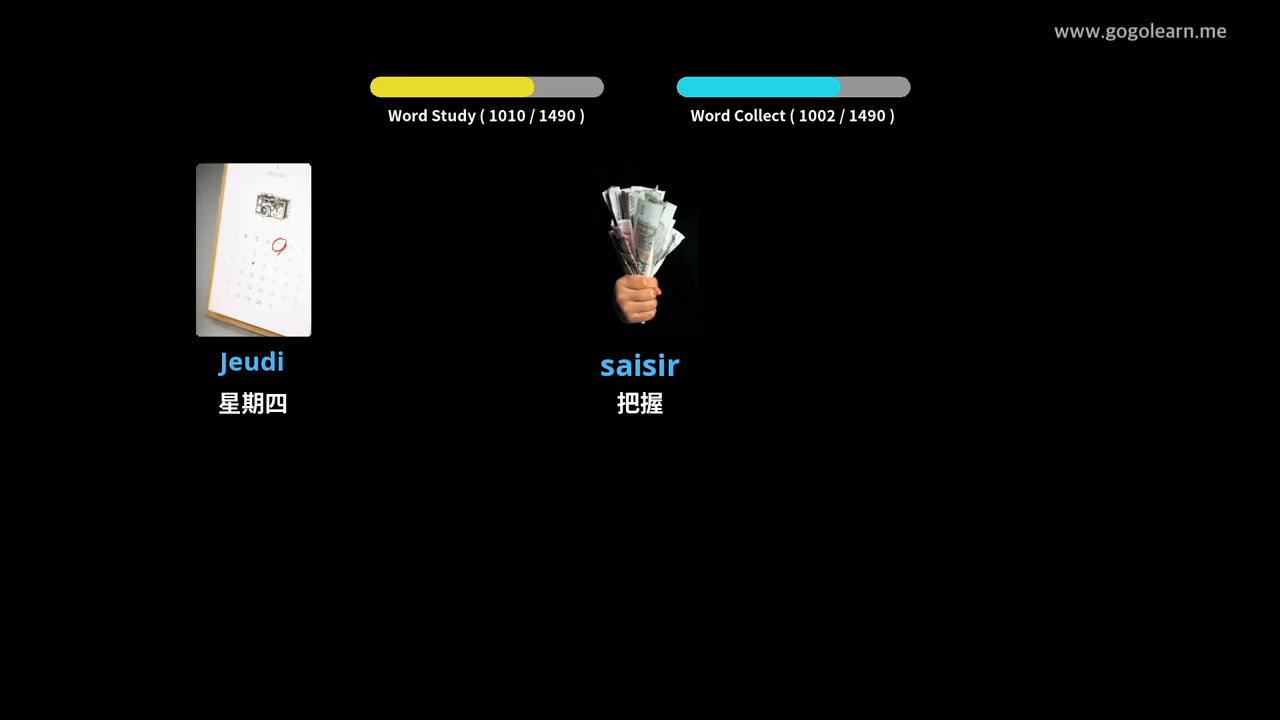 www.gogolearn.me
Word Study ( 1010 / 1490 )
Word Collect ( 1002 / 1490 )
Jeudi
星期四
saisir
把握